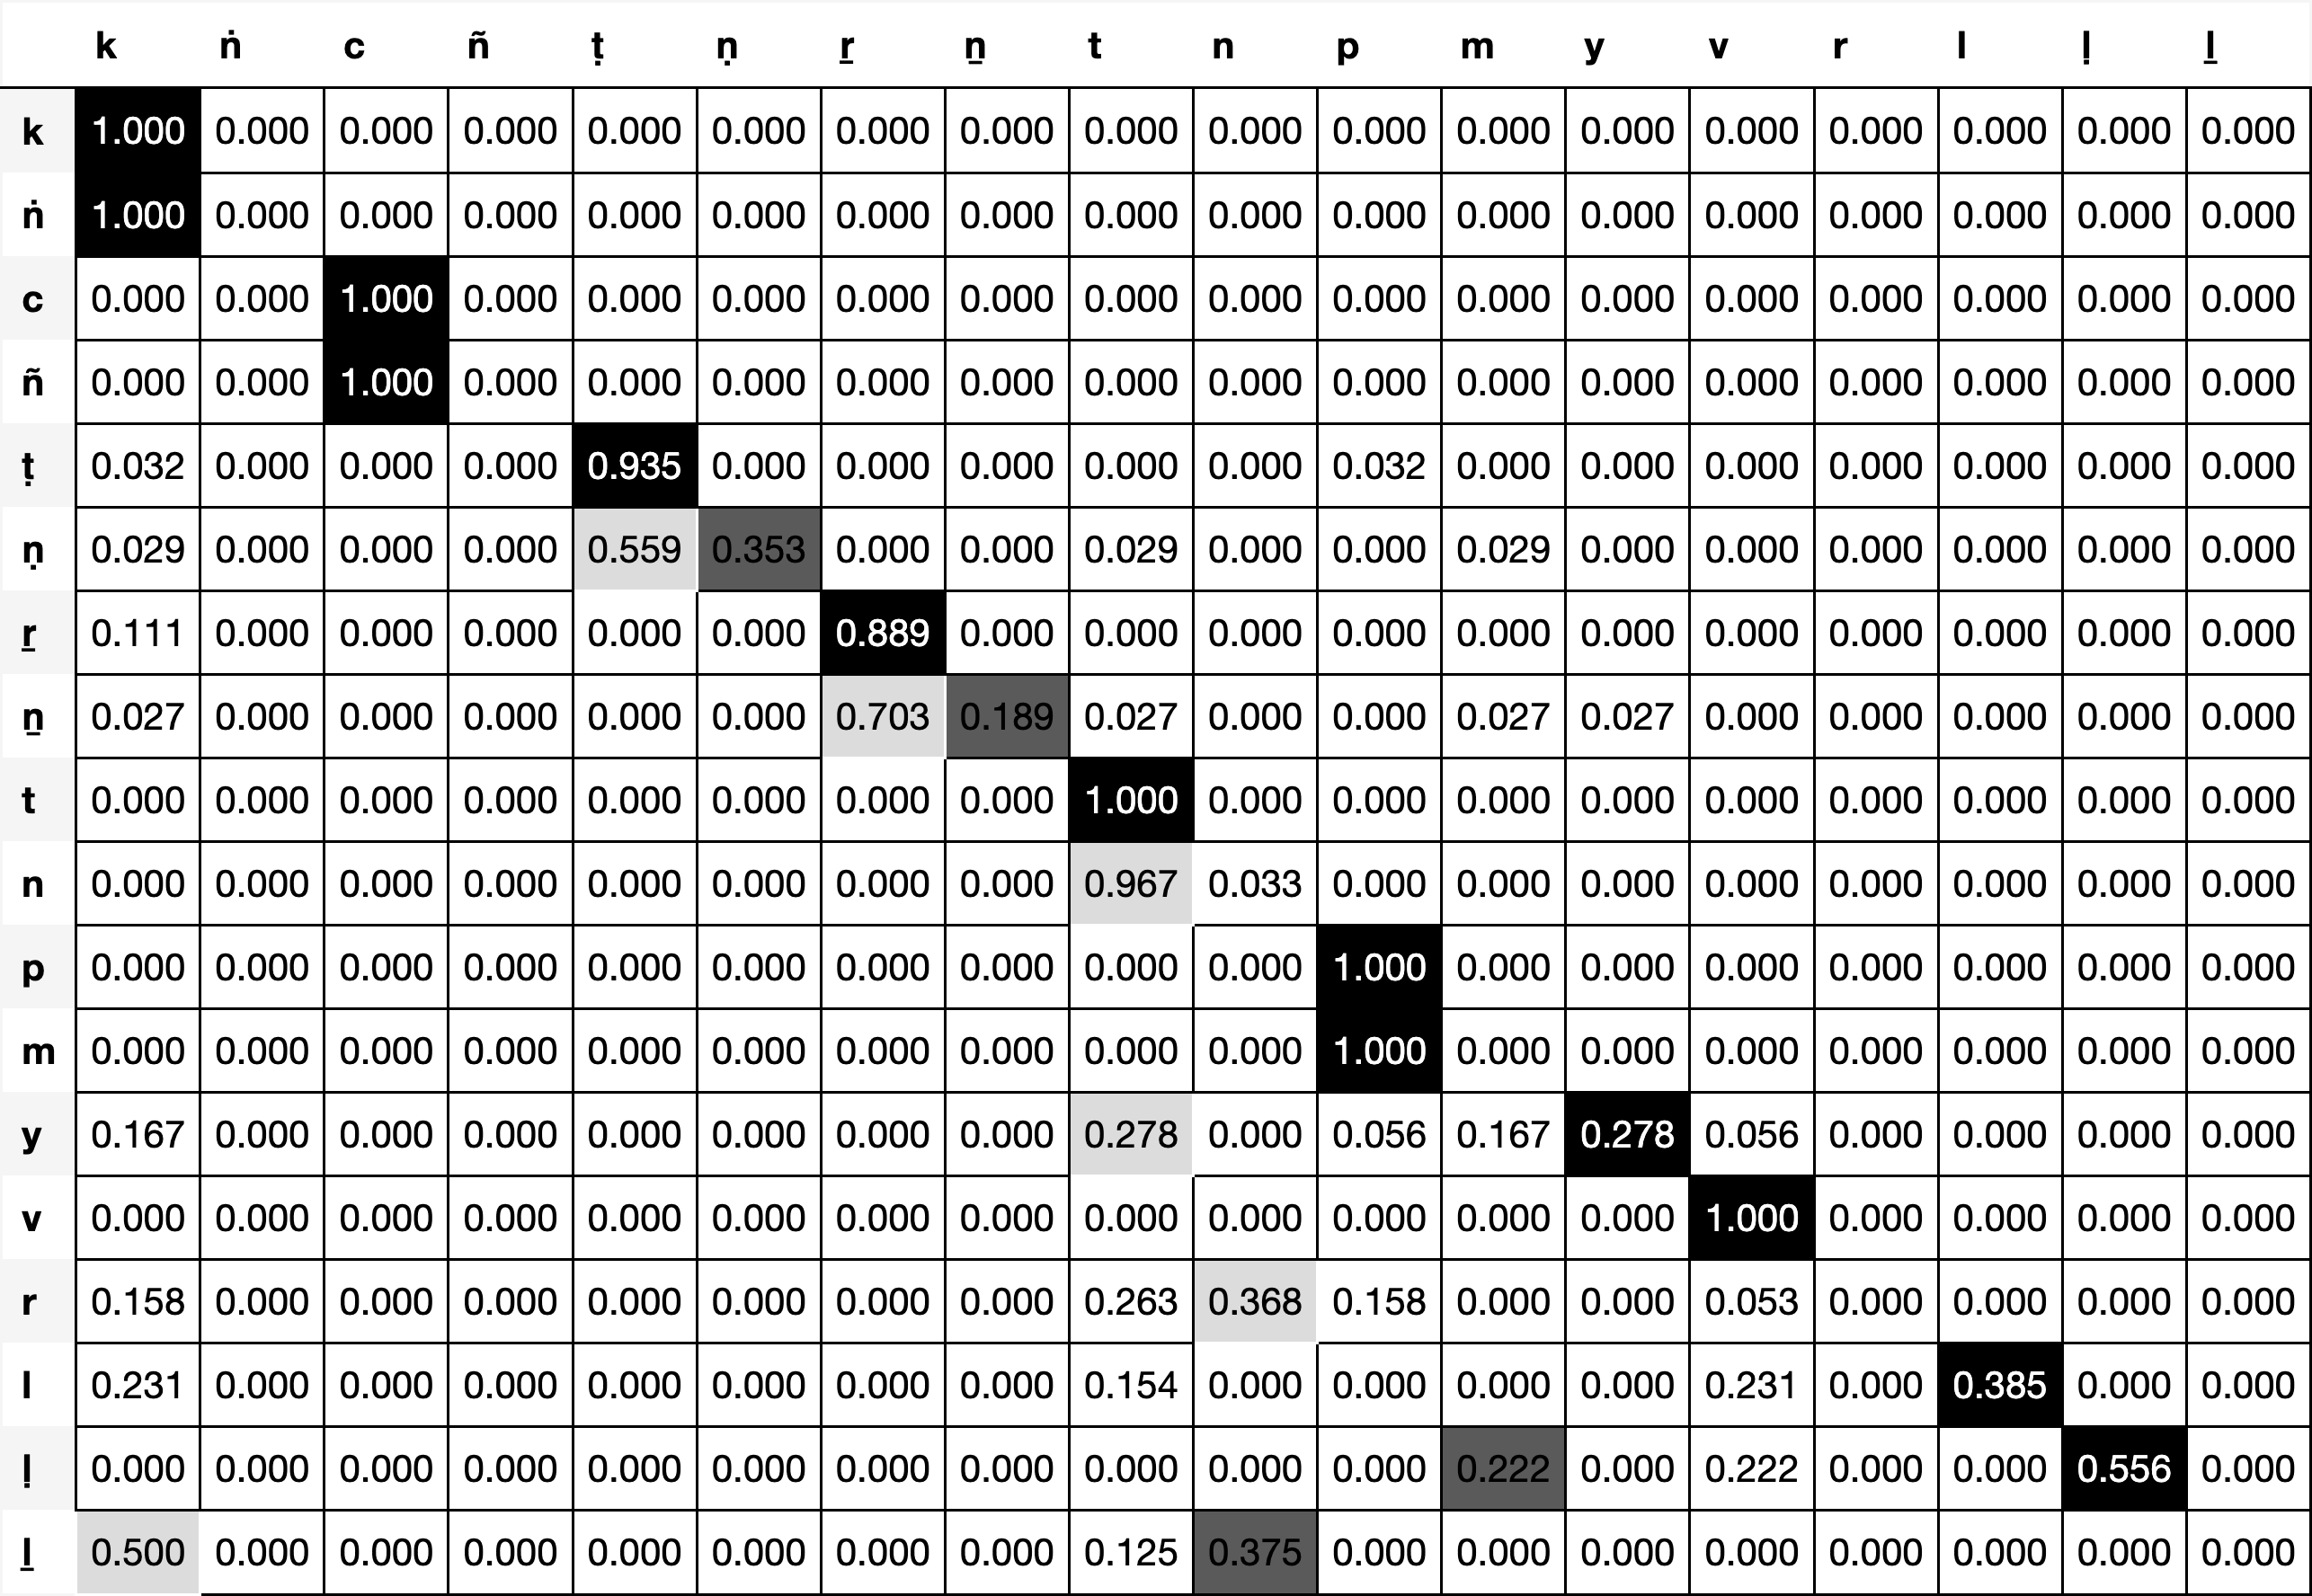 k ṅ c ñ ṭ ṇ ṟ ṉ t n p m y v r l ḷ ḻ
k 1.000 0.000 0.000 0.000 0.000 0.000 0.000 0.000 0.000 0.000 0.000 0.000 0.000 0.000 0.000 0.000 0.000 0.000
ṅ 1.000 0.000 0.000 0.000 0.000 0.000 0.000 0.000 0.000 0.000 0.000 0.000 0.000 0.000 0.000 0.000 0.000 0.000
c 0.000 0.000 1.000 0.000 0.000 0.000 0.000 0.000 0.000 0.000 0.000 0.000 0.000 0.000 0.000 0.000 0.000 0.000
ñ 0.000 0.000 1.000 0.000 0.000 0.000 0.000 0.000 0.000 0.000 0.000 0.000 0.000 0.000 0.000 0.000 0.000 0.000
ṭ 0.032 0.000 0.000 0.000 0.935 0.000 0.000 0.000 0.000 0.000 0.032 0.000 0.000 0.000 0.000 0.000 0.000 0.000
ṇ 0.029 0.000 0.000 0.000 0.559 0.353 0.000 0.000 0.029 0.000 0.000 0.029 0.000 0.000 0.000 0.000 0.000 0.000
ṟ 0.111 0.000 0.000 0.000 0.000 0.000 0.889 0.000 0.000 0.000 0.000 0.000 0.000 0.000 0.000 0.000 0.000 0.000
ṉ 0.027 0.000 0.000 0.000 0.000 0.000 0.703 0.189 0.027 0.000 0.000 0.027 0.027 0.000 0.000 0.000 0.000 0.000
t 0.000 0.000 0.000 0.000 0.000 0.000 0.000 0.000 1.000 0.000 0.000 0.000 0.000 0.000 0.000 0.000 0.000 0.000
n 0.000 0.000 0.000 0.000 0.000 0.000 0.000 0.000 0.967 0.033 0.000 0.000 0.000 0.000 0.000 0.000 0.000 0.000
p 0.000 0.000 0.000 0.000 0.000 0.000 0.000 0.000 0.000 0.000 1.000 0.000 0.000 0.000 0.000 0.000 0.000 0.000
m 0.000 0.000 0.000 0.000 0.000 0.000 0.000 0.000 0.000 0.000 1.000 0.000 0.000 0.000 0.000 0.000 0.000 0.000
y 0.167 0.000 0.000 0.000 0.000 0.000 0.000 0.000 0.278 0.000 0.056 0.167 0.278 0.056 0.000 0.000 0.000 0.000
v 0.000 0.000 0.000 0.000 0.000 0.000 0.000 0.000 0.000 0.000 0.000 0.000 0.000 1.000 0.000 0.000 0.000 0.000
r 0.158 0.000 0.000 0.000 0.000 0.000 0.000 0.000 0.263 0.368 0.158 0.000 0.000 0.053 0.000 0.000 0.000 0.000
l 0.231 0.000 0.000 0.000 0.000 0.000 0.000 0.000 0.154 0.000 0.000 0.000 0.000 0.231 0.000 0.385 0.000 0.000
ḷ 0.000 0.000 0.000 0.000 0.000 0.000 0.000 0.000 0.000 0.000 0.000 0.222 0.000 0.222 0.000 0.000 0.556 0.000
ḻ 0.500 0.000 0.000 0.000 0.000 0.000 0.000 0.000 0.125 0.375 0.000 0.000 0.000 0.000 0.000 0.000 0.000 0.000